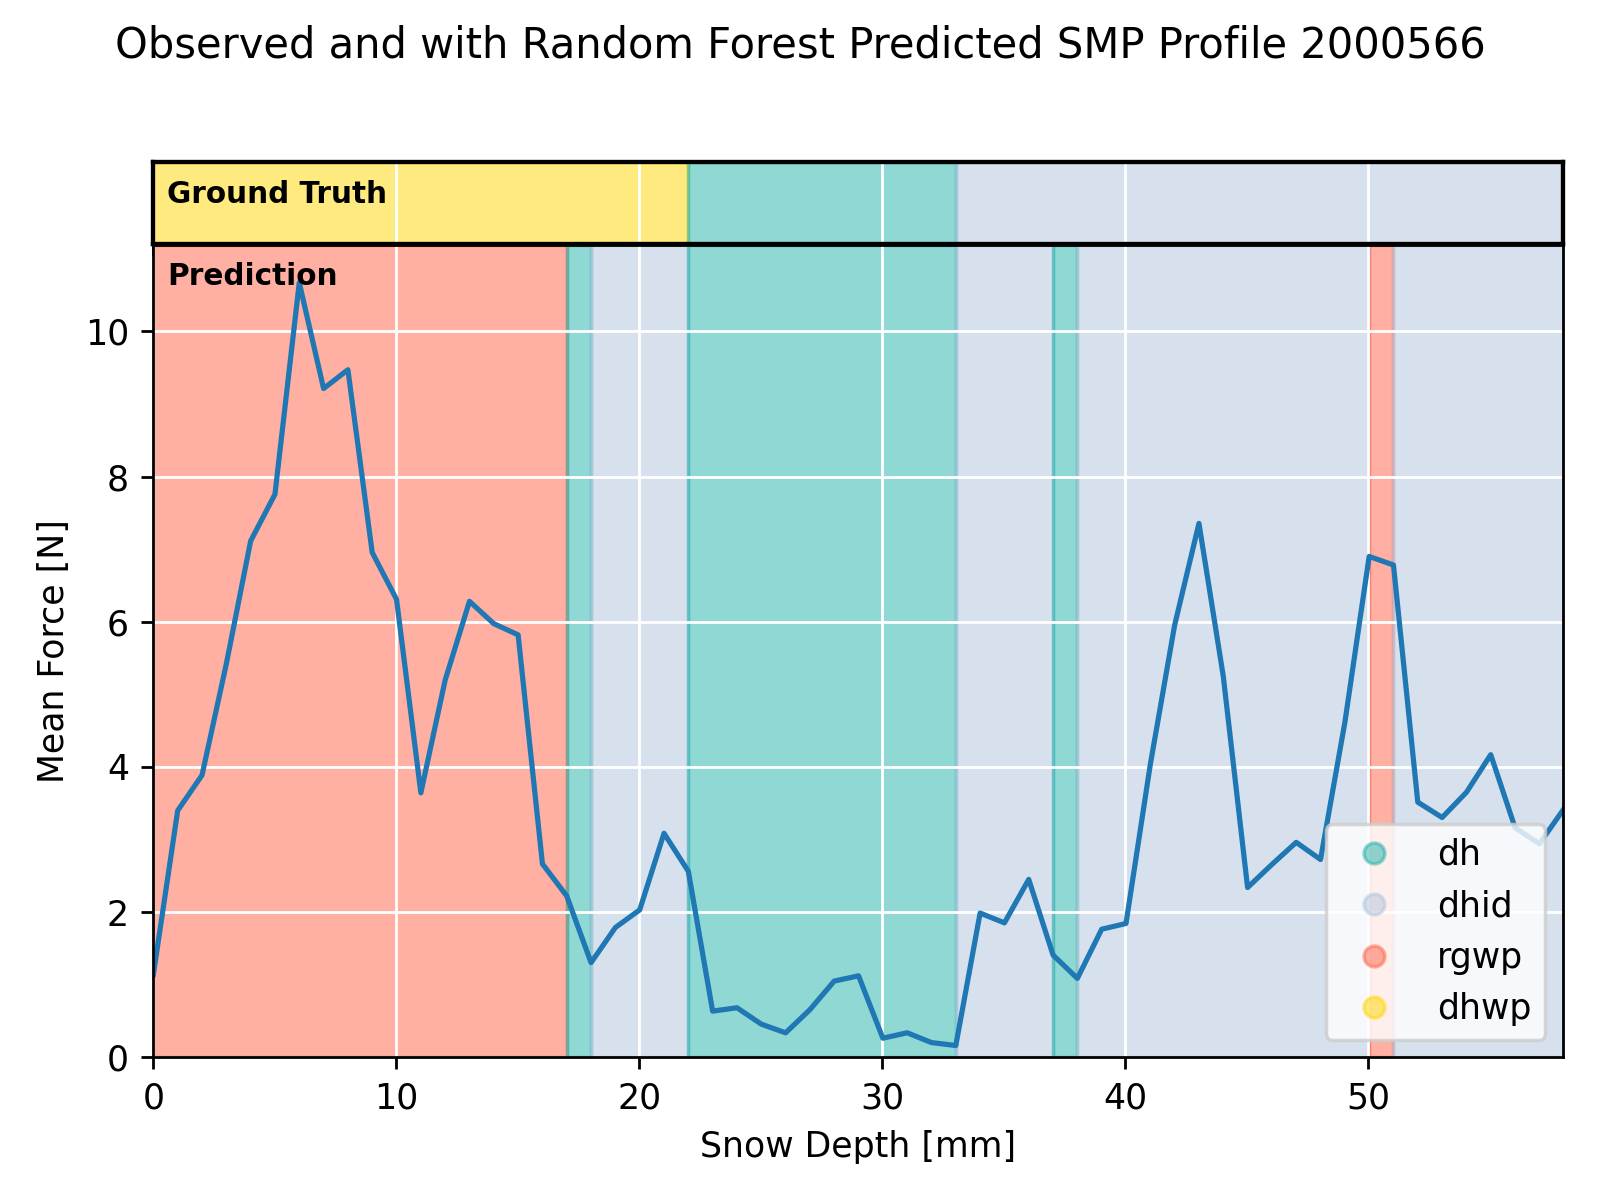 Observed and with Random Forest Predicted SMP Profile 2000566
Ground Truth
Prediction
10
8
6
4
2
0
Mean Force [N]
0 10 20 30 40 50
Snow Depth [mm]
dh
dhid
rgwp
dhwp